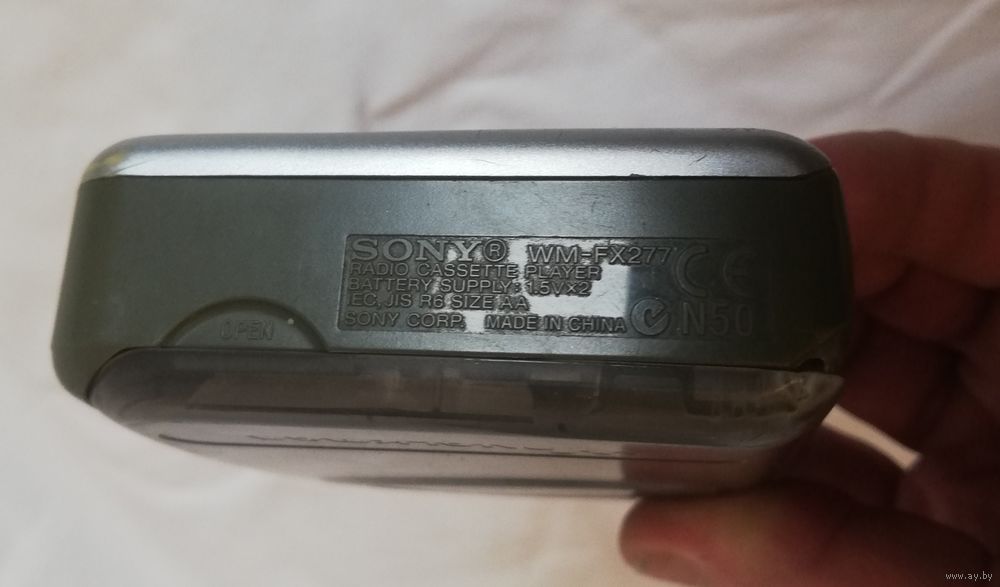 SONY® WM-FX277
RADIO CASSETTE PLAYER
BATTERY SUPPLY: 1.5V×2
IEC, JIS R6 SIZE AA
SONY CORP. MADE IN CHINA
CE
N50
OPEN
www.ay.by